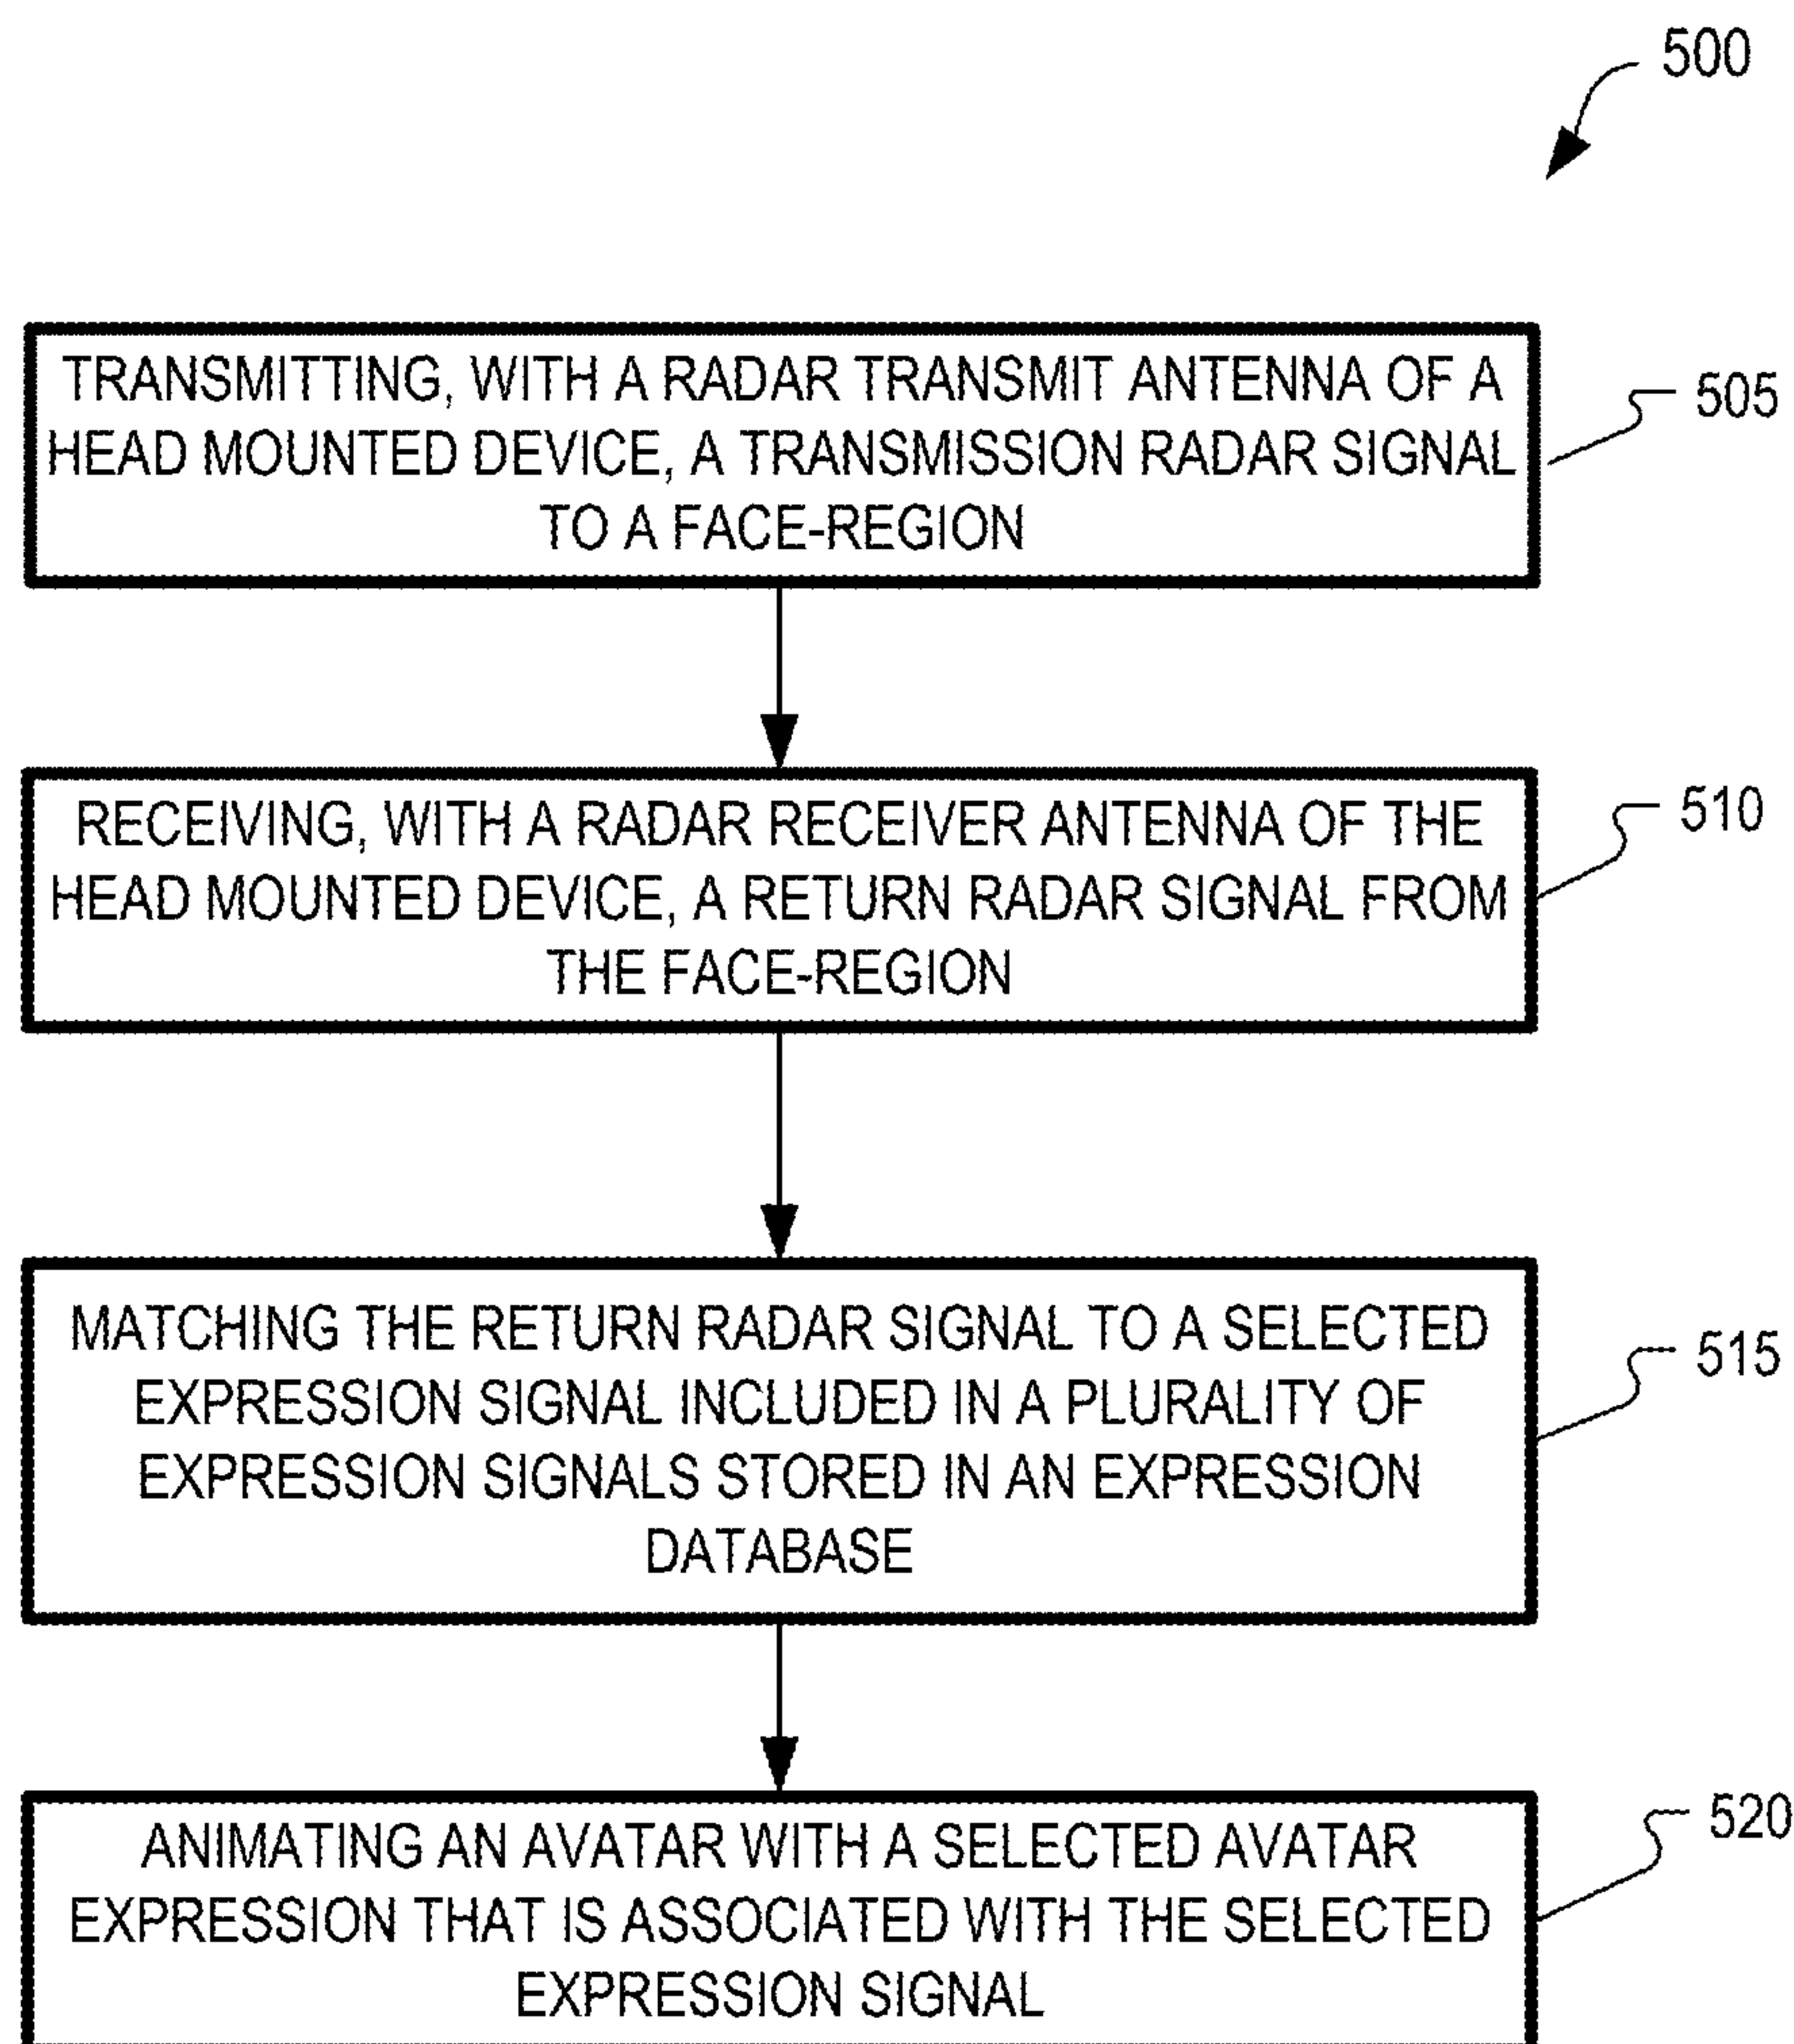 500
TRANSMITTING, WITH A RADAR TRANSMIT ANTENNA OF A
HEAD MOUNTED DEVICE, A TRANSMISSION RADAR SIGNAL
TO A FACE-REGION
505
RECEIVING, WITH A RADAR RECEIVER ANTENNA OF THE
HEAD MOUNTED DEVICE, A RETURN RADAR SIGNAL FROM
THE FACE-REGION
510
MATCHING THE RETURN RADAR SIGNAL TO A SELECTED
EXPRESSION SIGNAL INCLUDED IN A PLURALITY OF
EXPRESSION SIGNALS STORED IN AN EXPRESSION
DATABASE
515
ANIMATING AN AVATAR WITH A SELECTED AVATAR
EXPRESSION THAT IS ASSOCIATED WITH THE SELECTED
EXPRESSION SIGNAL
520